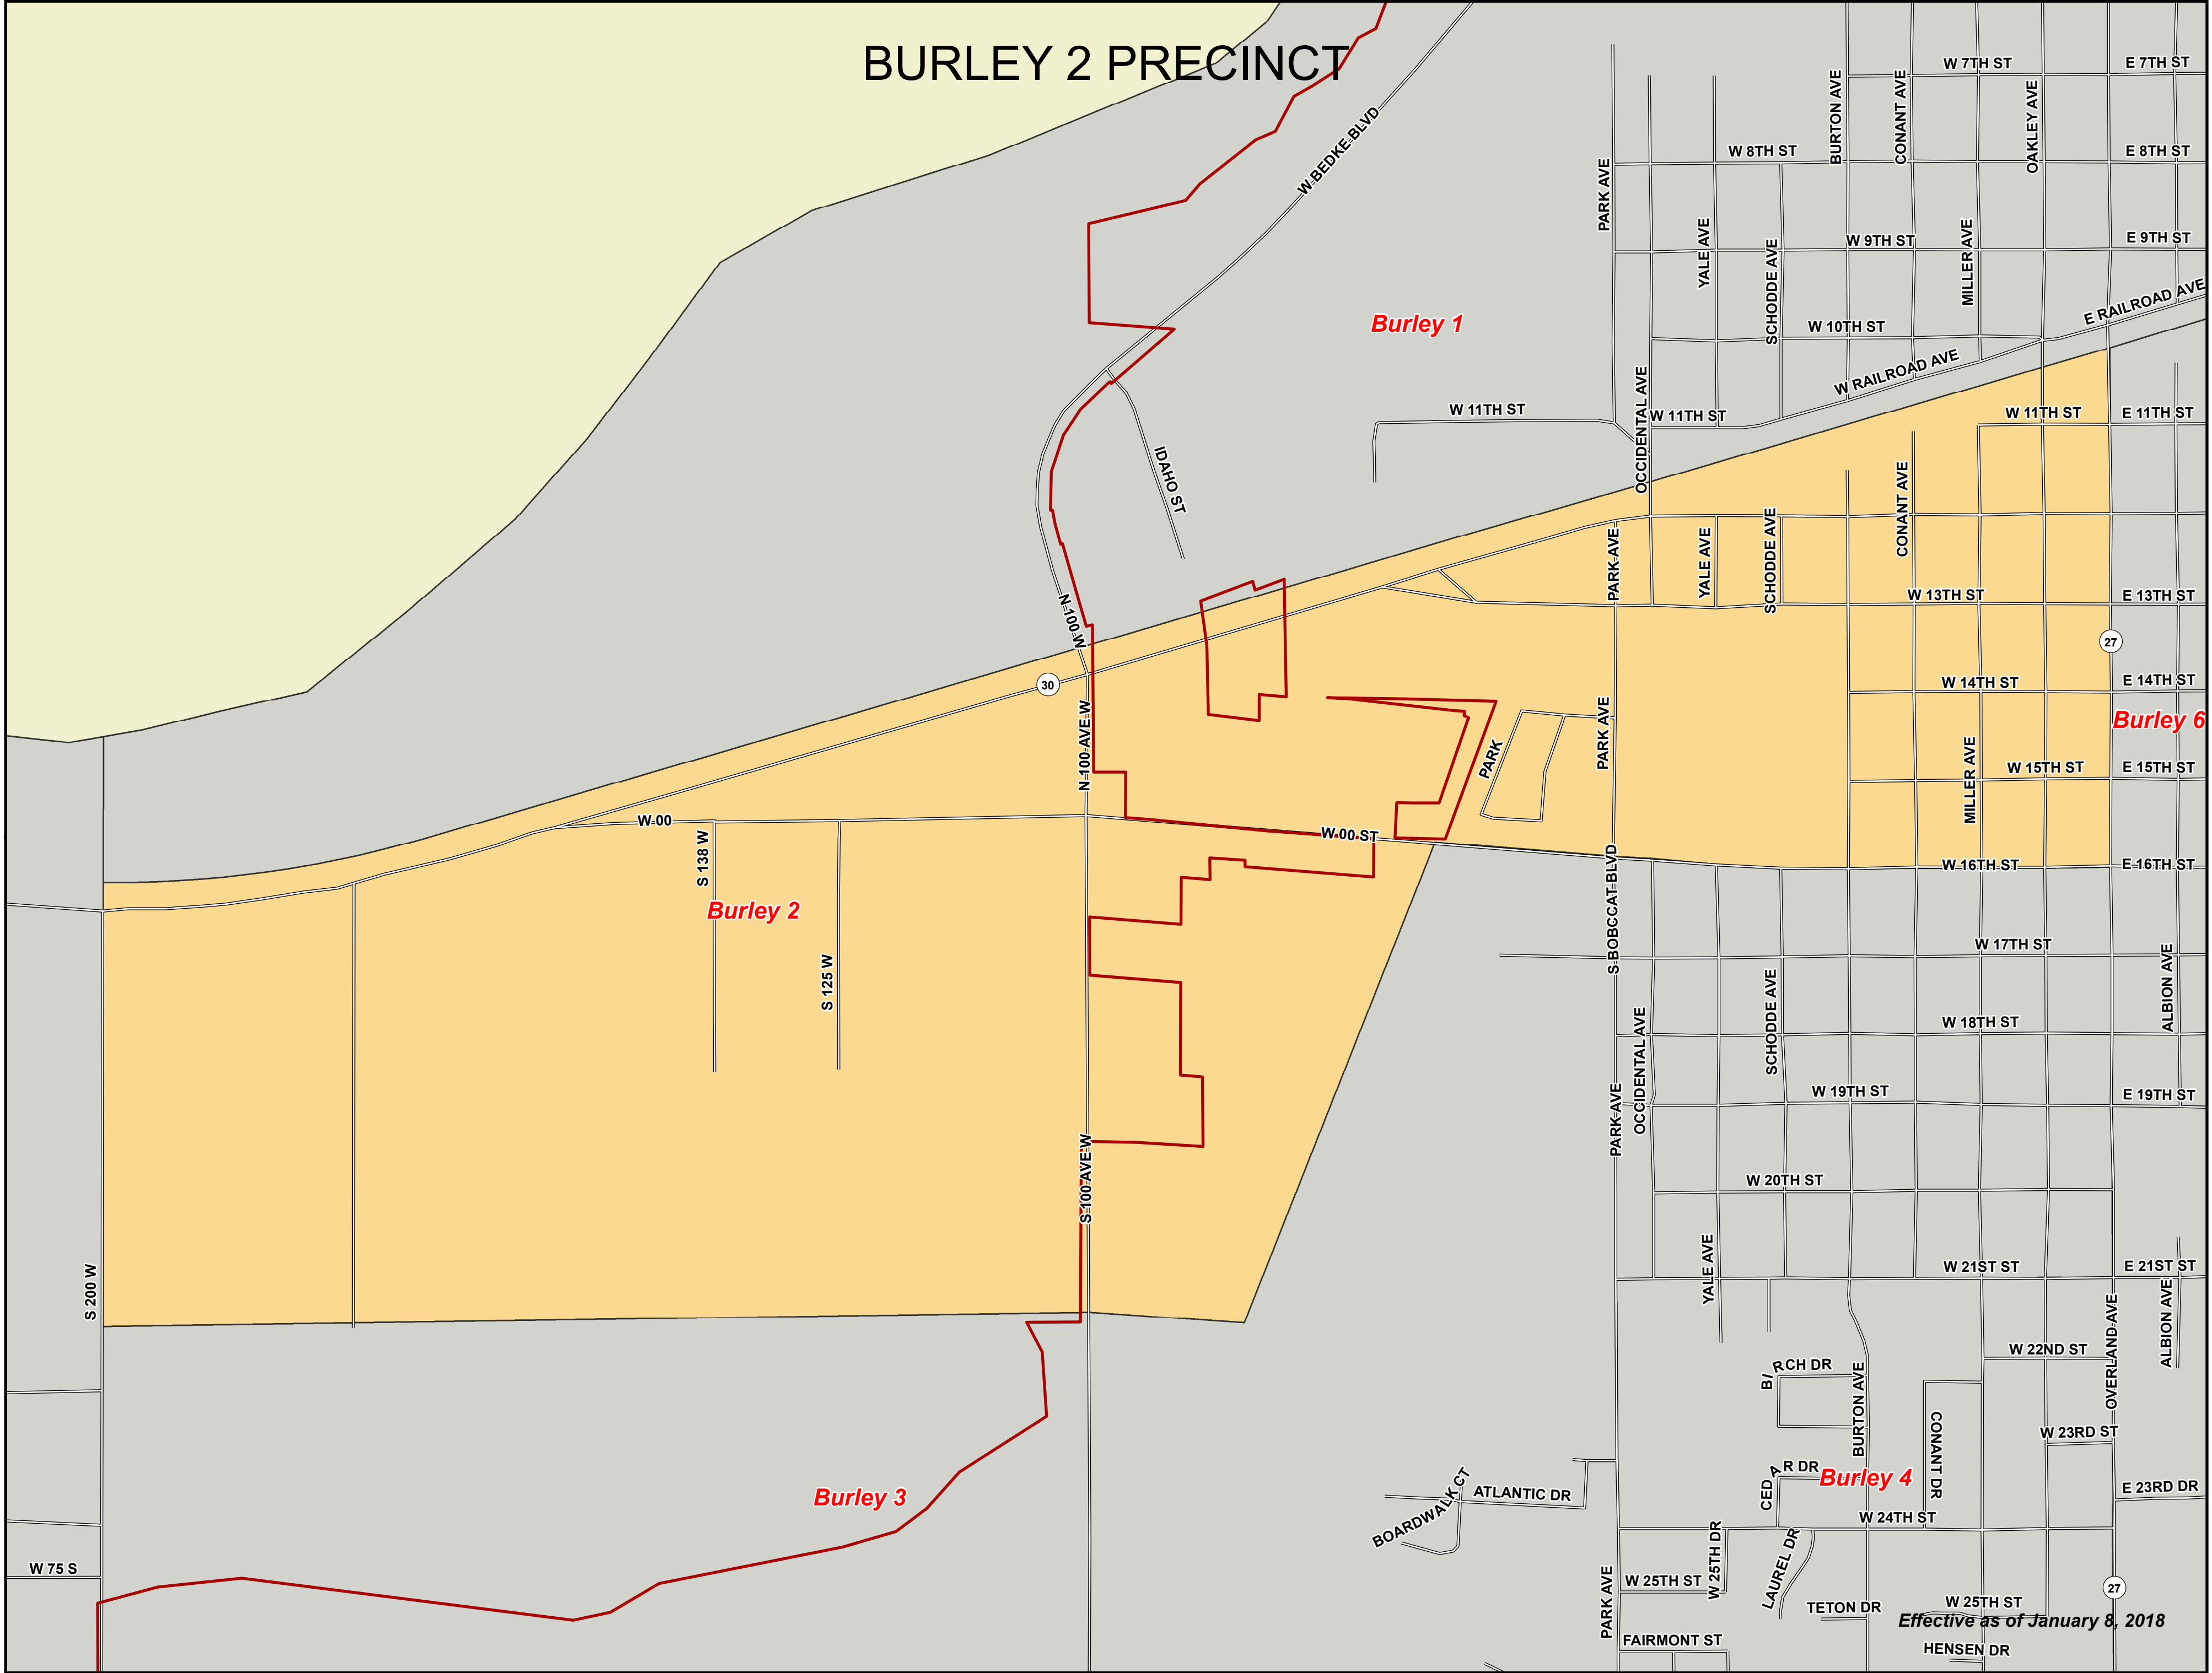 BURLEY 2 PRECINCT
W 7TH ST
E 7TH ST
BURTON AVE
CONANT AVE
OAKLEY AVE
W BEDKE BLVD
W 8TH ST
E 8TH ST
PARK AVE
YALE AVE
SCHODDE AVE
W 9TH ST
MILLER AVE
E 9TH ST
E RAILROAD AVE
Burley 1
W 10TH ST
W RAILROAD AVE
OCCIDENTAL AVE
W 11TH ST
W 11TH ST
W 11TH ST
E 11TH ST
IDAHO ST
CONANT AVE
PARK AVE
YALE AVE
SCHODDE AVE
W 13TH ST
E 13TH ST
N 100 W
27
30
W 14TH ST
E 14TH ST
N 100 AVE W
PARK
PARK AVE
Burley 6
MILLER AVE
W 15TH ST
E 15TH ST
W 00
W 00 ST
S 138 W
S BOBCCAT BLVD
W 16TH ST
E 16TH ST
Burley 2
S 125 W
W 17TH ST
ALBION AVE
SCHODDE AVE
OCCIDENTAL AVE
W 18TH ST
PARK AVE
W 19TH ST
E 19TH ST
S 100 AVE W
W 20TH ST
S 200 W
YALE AVE
W 21ST ST
E 21ST ST
ALBION AVE
OVERLAND AVE
W 22ND ST
BIRCH DR
BURTON AVE
CONANT DR
W 23RD ST
Burley 3
CEDAR DR
Burley 4
E 23RD DR
BOARDWALK CT
ATLANTIC DR
W 24TH ST
W 25TH DR
LAUREL DR
W 75 S
PARK AVE
W 25TH ST
27
TETON DR
W 25TH ST
Effective as of January 8, 2018
FAIRMONT ST
HENSEN DR